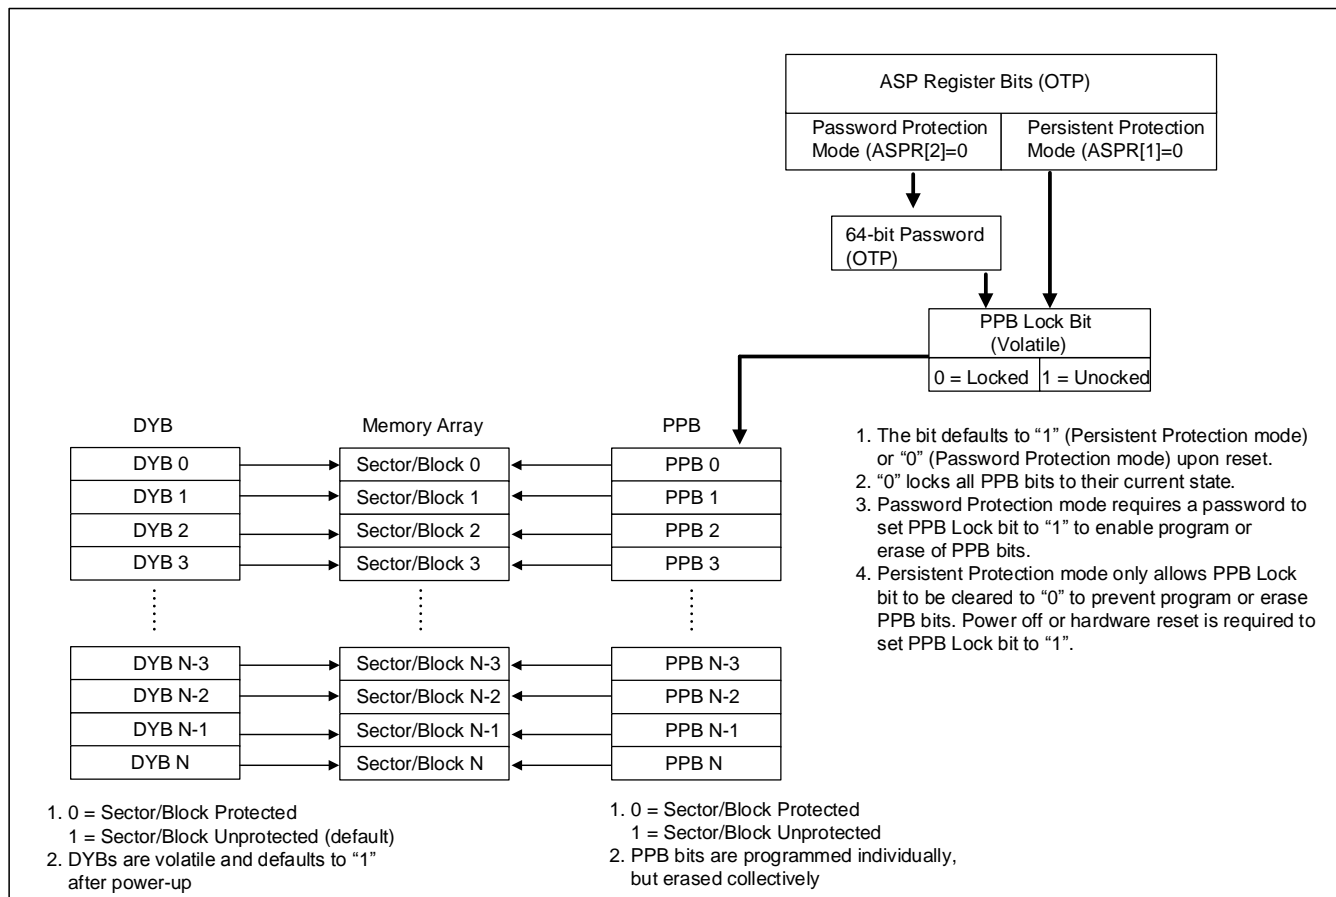 ASP Register Bits (OTP)
Password Protection
Mode (ASPR[2]=0
Persistent Protection
Mode (ASPR[1]=0
64-bit Password
(OTP)
PPB Lock Bit
(Volatile)
0 = Locked
1 = Unocked
1. The bit defaults to “1” (Persistent Protection mode)
or “0” (Password Protection mode) upon reset.
2. “0” locks all PPB bits to their current state.
3. Password Protection mode requires a password to
set PPB Lock bit to “1” to enable program or
erase of PPB bits.
4. Persistent Protection mode only allows PPB Lock
bit to be cleared to “0” to prevent program or erase
PPB bits. Power off or hardware reset is required to
set PPB Lock bit to “1”.
DYB Memory Array PPB
DYB 0 Sector/Block 0 PPB 0
DYB 1 Sector/Block 1 PPB 1
DYB 2 Sector/Block 2 PPB 2
DYB 3 Sector/Block 3 PPB 3
DYB N-3 Sector/Block N-3 PPB N-3
DYB N-2 Sector/Block N-2 PPB N-2
DYB N-1 Sector/Block N-1 PPB N-1
DYB N Sector/Block N PPB N
1. 0 = Sector/Block Protected
1 = Sector/Block Unprotected (default)
2. DYBs are volatile and defaults to “1”
after power-up
1. 0 = Sector/Block Protected
1 = Sector/Block Unprotected
2. PPB bits are programmed individually,
but erased collectively